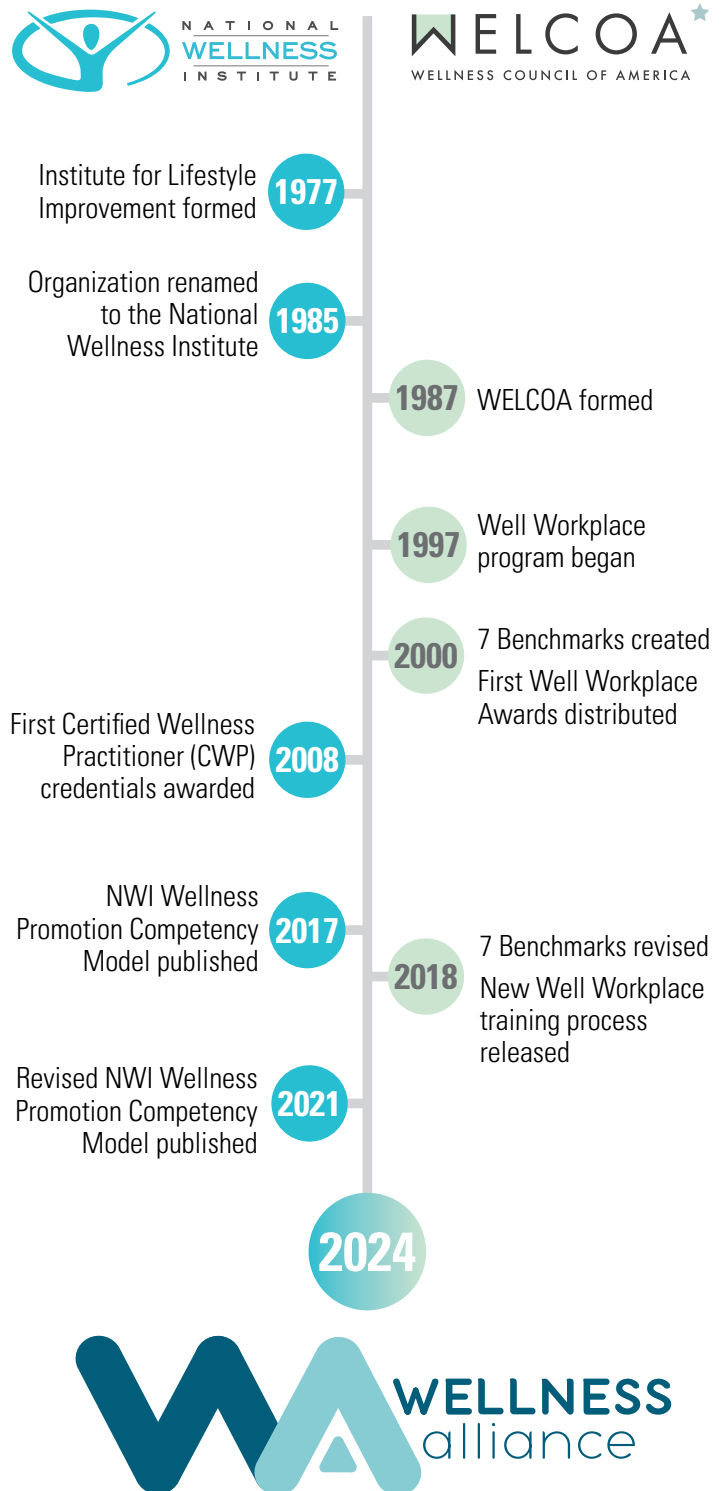 NATIONAL
WELLNESS
INSTITUTE
WELCOA
WELLNESS COUNCIL OF AMERICA
Institute for Lifestyle
Improvement formed
1977
Organization renamed
to the National
Wellness Institute
1985
1987
WELCOA formed
1997
Well Workplace
program began
2000
7 Benchmarks created
First Well Workplace
Awards distributed
First Certified Wellness
Practitioner (CWP)
credentials awarded
2008
NWI Wellness
Promotion Competency
Model published
2017
2018
7 Benchmarks revised
New Well Workplace
training process
released
Revised NWI Wellness
Promotion Competency
Model published
2021
2024
WA
WELLNESS
alliance